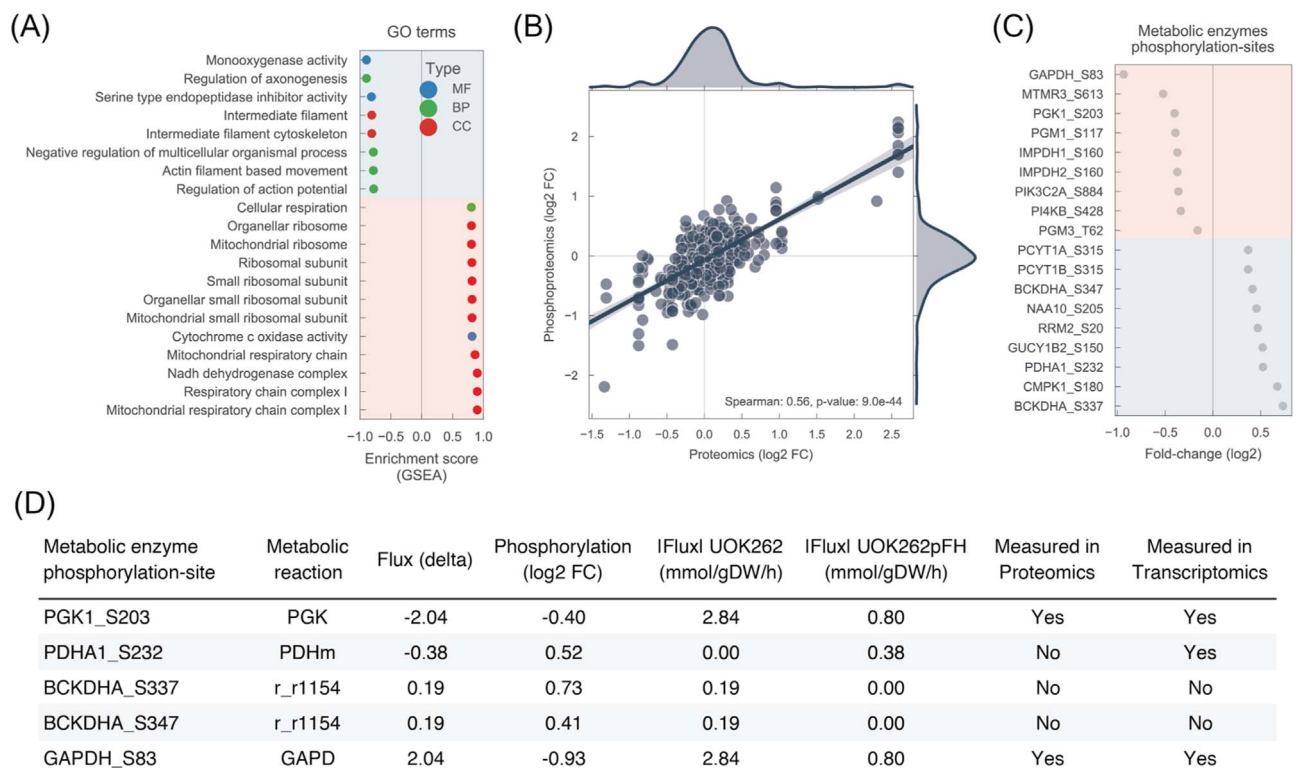 (A)
GO terms
Monooxygenase activity
Regulation of axonogenesis
Serine type endopeptidase inhibitor activity
Intermediate filament
Intermediate filament cytoskeleton
Negative regulation of multicellular organismal process
Actin filament based movement
Regulation of action potential
Cellular respiration
Organellar ribosome
Mitochondrial ribosome
Ribosomal subunit
Small ribosomal subunit
Organellar small ribosomal subunit
Mitochondrial small ribosomal subunit
Cytochrome c oxidase activity
Mitochondrial respiratory chain
Nadh dehydrogenase complex
Respiratory chain complex I
Mitochondrial respiratory chain complex I
Type
MF
BP
CC
−1.0 −0.5 0.0 0.5 1.0
Enrichment score
(GSEA)
(B)
Phosphoproteomics (log2 FC)
2
1
0
−1
−2
Spearman: 0.56, p-value: 9.0e-44
−1.5 −1.0 −0.5 0.0 0.5 1.0 1.5 2.0 2.5
Proteomics (log2 FC)
(C)
Metabolic enzymes
phosphorylation-sites
GAPDH_S83
MTMR3_S613
PGK1_S203
PGM1_S117
IMPDH1_S160
IMPDH2_S160
PIK3C2A_S884
PI4KB_S428
PGM3_T62
PCYT1A_S315
PCYT1B_S315
BCKDHA_S347
NAA10_S205
RRM2_S20
GUCY1B2_S150
PDHA1_S232
CMPK1_S180
BCKDHA_S337
−1.0 −0.5 0.0 0.5
Fold-change (log2)
(D)
Metabolic enzyme Metabolic Flux (delta) Phosphorylation |Flux| UOK262 |Flux| UOK262pFH Measured in Measured in
phosphorylation-site reaction (log2 FC) (mmol/gDW/h) (mmol/gDW/h) Proteomics Transcriptomics
PGK1_S203 PGK -2.04 -0.40 2.84 0.80 Yes Yes
PDHA1_S232 PDHm -0.38 0.52 0.00 0.38 No Yes
BCKDHA_S337 r_r1154 0.19 0.73 0.19 0.00 No No
BCKDHA_S347 r_r1154 0.19 0.41 0.19 0.00 No No
GAPDH_S83 GAPD 2.04 -0.93 2.84 0.80 Yes Yes